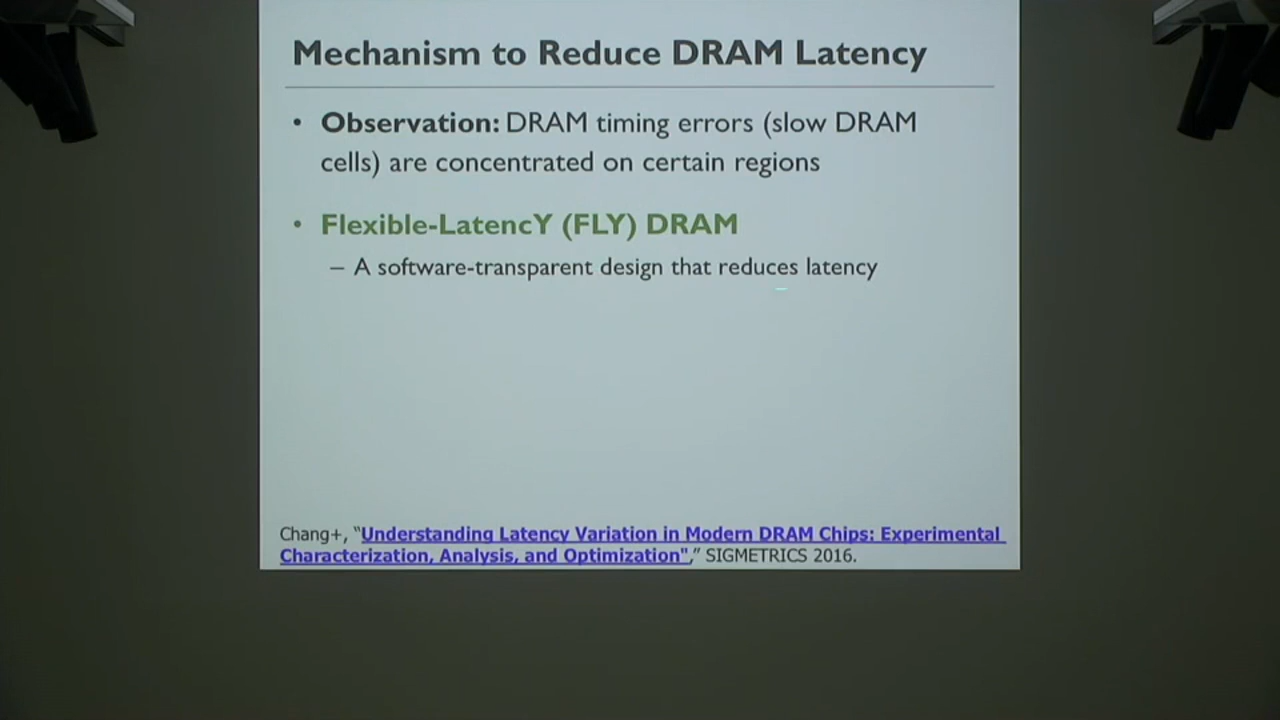 Mechanism to Reduce DRAM Latency
• Observation: DRAM timing errors (slow DRAM
cells) are concentrated on certain regions
• Flexible-LatencY (FLY) DRAM
– A software-transparent design that reduces latency
Chang+, “Understanding Latency Variation in Modern DRAM Chips: Experimental
Characterization, Analysis, and Optimization",” SIGMETRICS 2016.